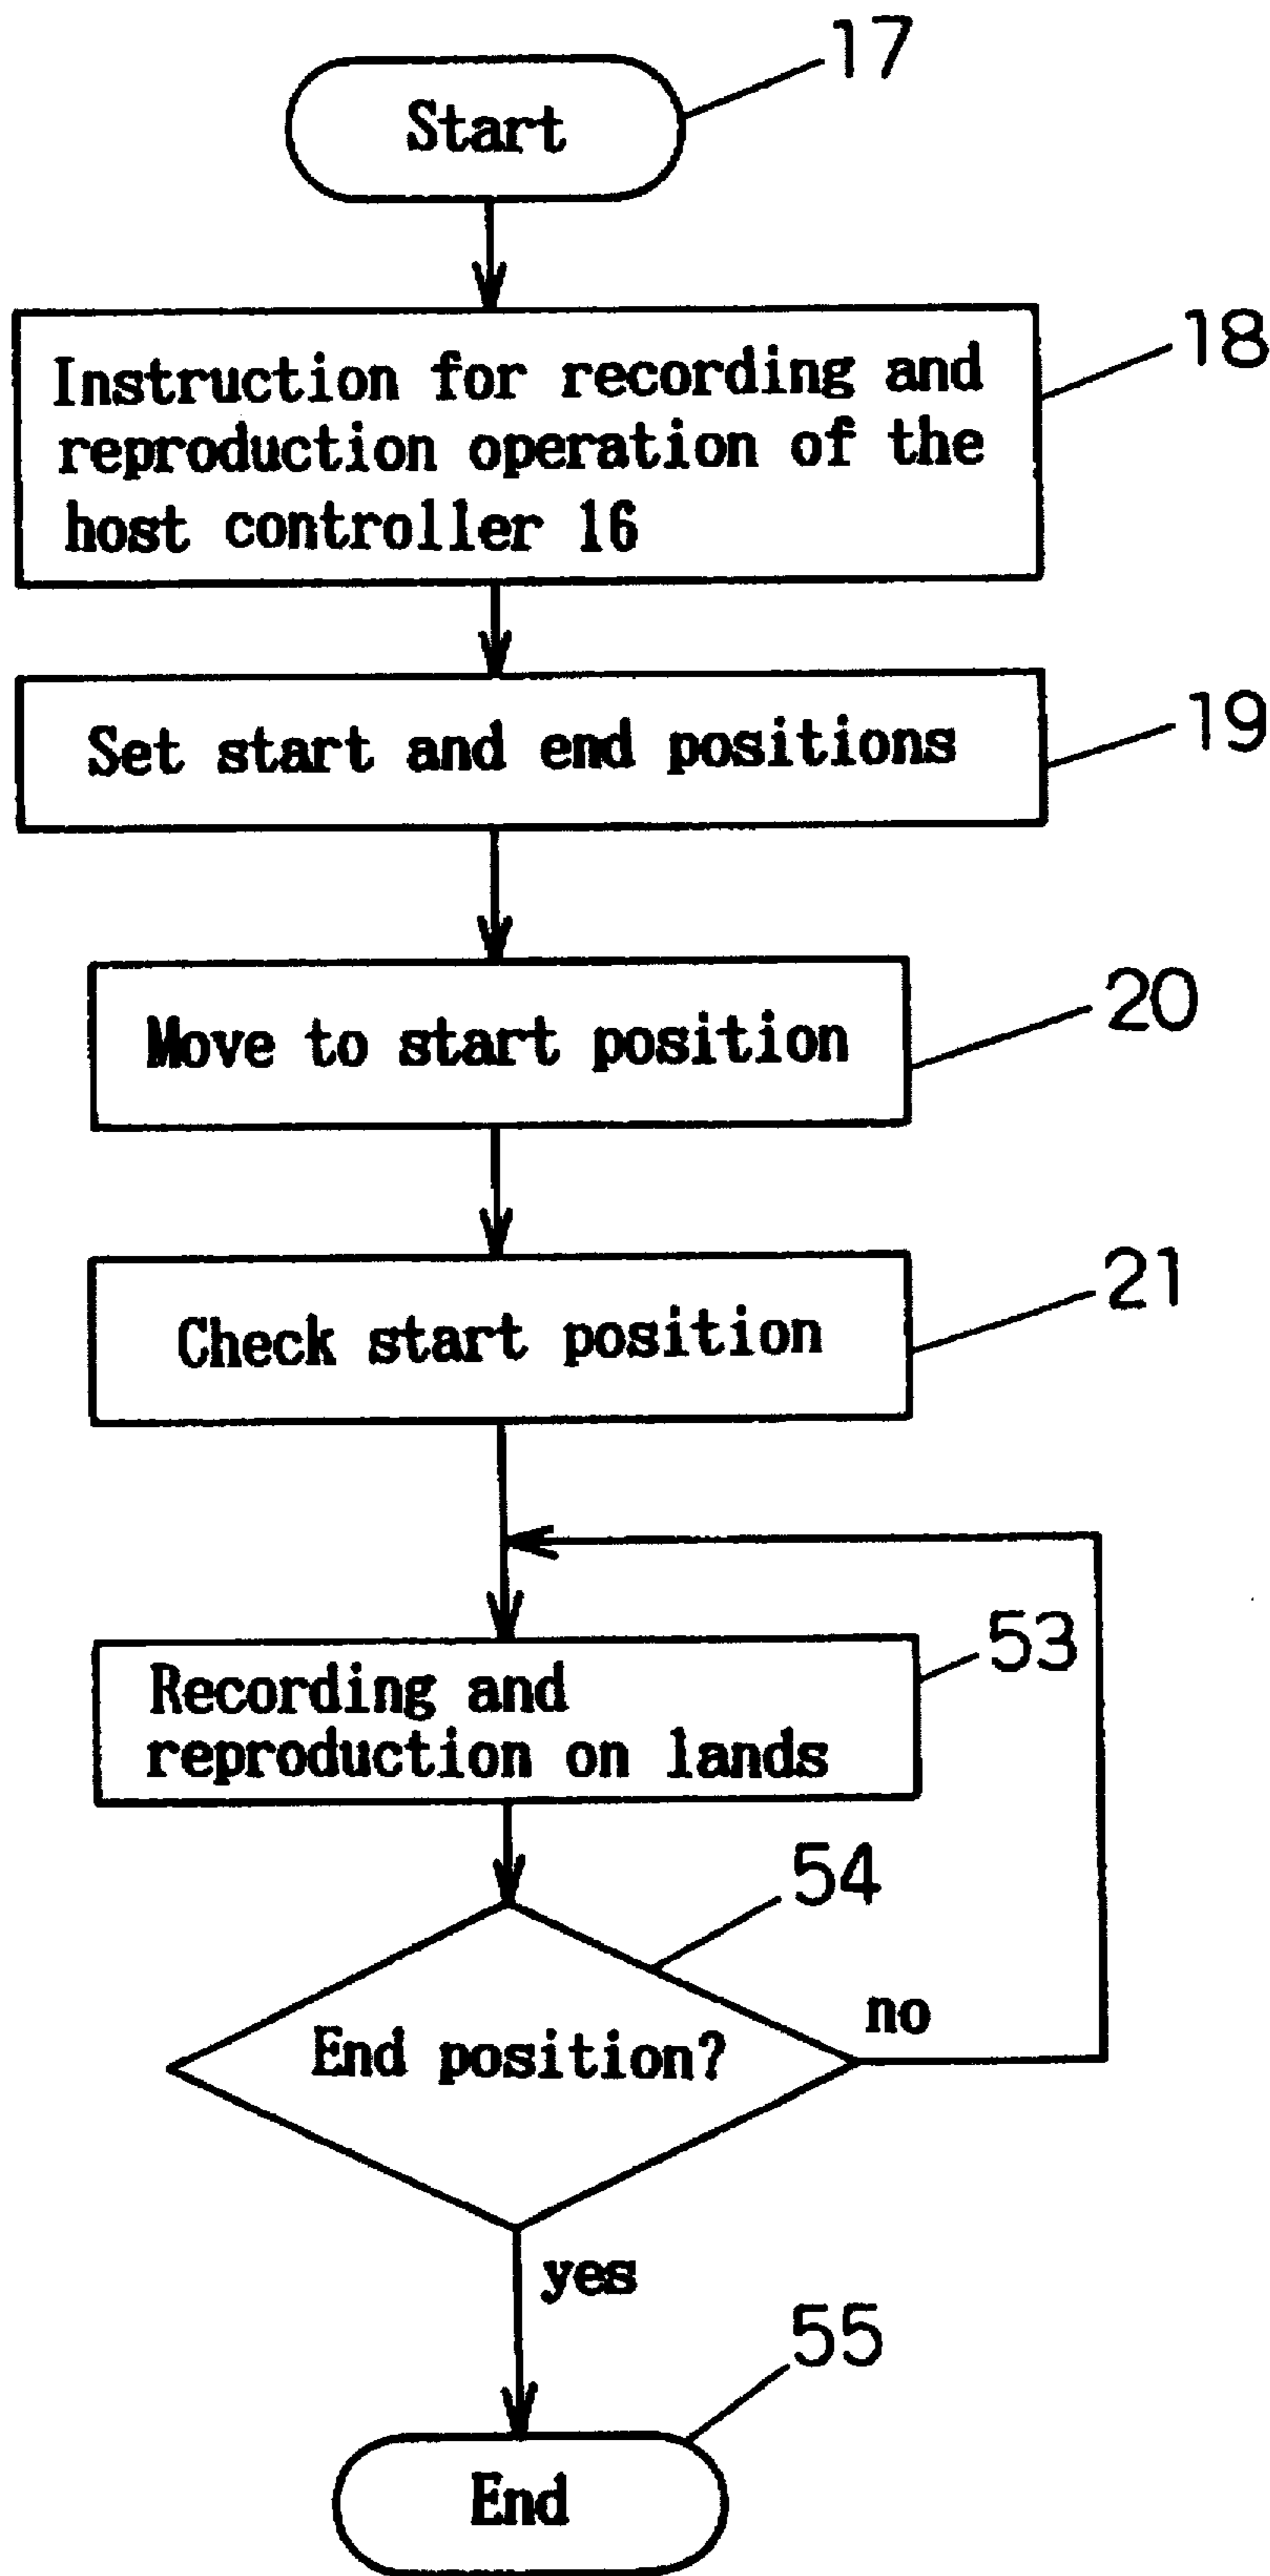 17
Start
18
Instruction for recording and
reproduction operation of the
host controller 16
19
Set start and end positions
20
Move to start position
21
Check start position
53
Recording and
reproduction on lands
54
no
End position?
yes
55
End